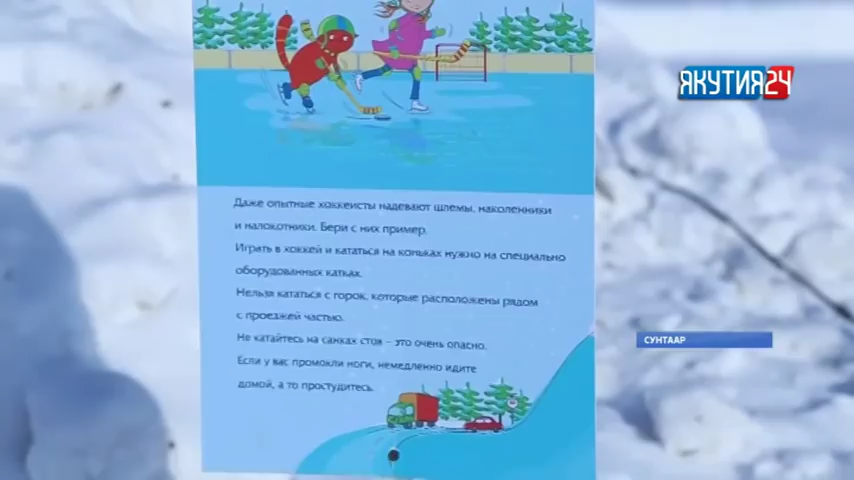 ЯКУТИЯ24
Даже опытные хоккеисты надевают шлемы, наколенники
и налокотники. Бери с них пример.
Играть в хоккей и кататься на коньках нужно на специально
оборудованных катках.
Нельзя кататься с горок, которые расположены рядом
с проезжей частью.
Не катайтесь на санках стоя – это очень опасно.
Если у вас промокли ноги, немедленно идите
домой, а то простудитесь.
СУНТААР